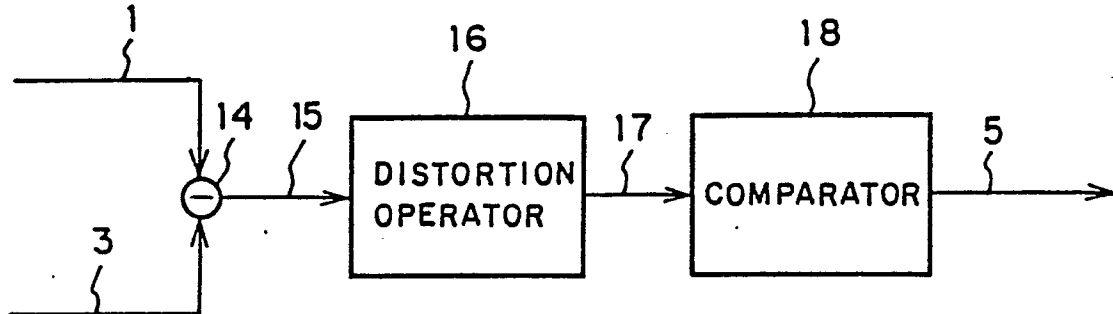 1
16
18
14
15
17
5
DISTORTION
OPERATOR
COMPARATOR
3